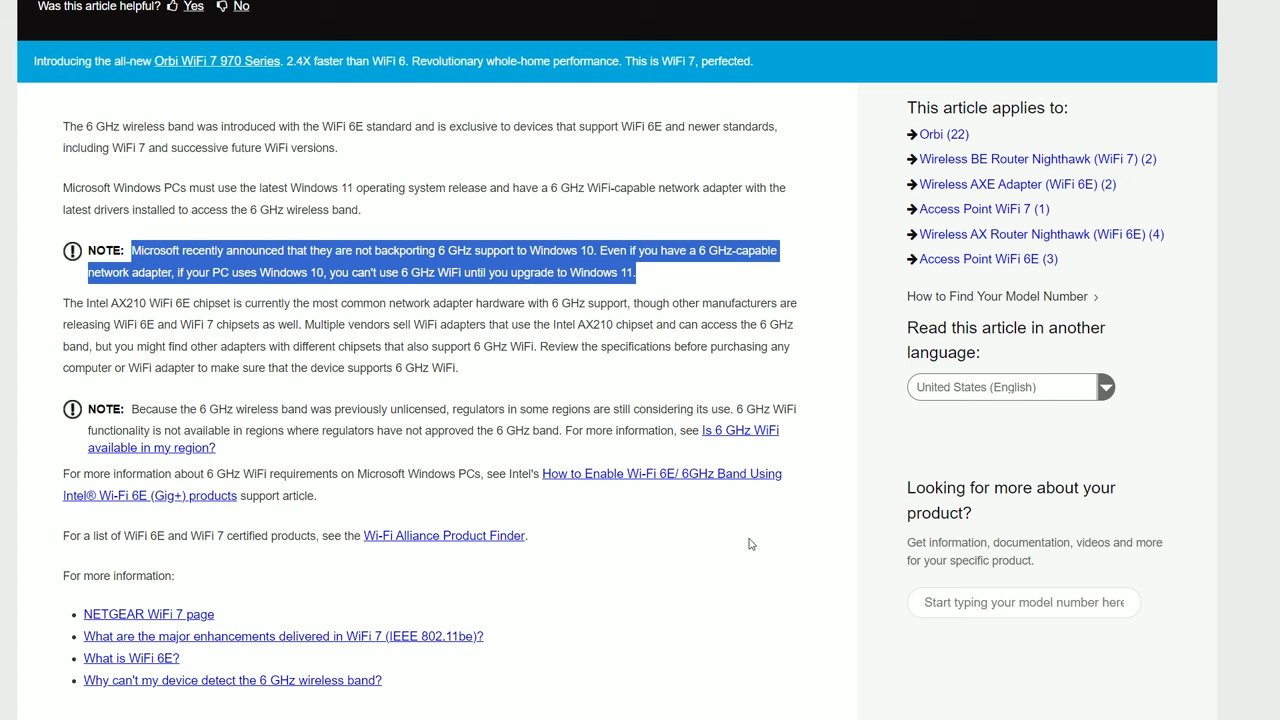 Was this article helpful? Yes No
Introducing the all-new Orbi WiFi 7 970 Series. 2.4X faster than WiFi 6. Revolutionary whole-home performance. This is WiFi 7, perfected.
The 6 GHz wireless band was introduced with the WiFi 6E standard and is exclusive to devices that support WiFi 6E and newer standards,
including WiFi 7 and successive future WiFi versions.
Microsoft Windows PCs must use the latest Windows 11 operating system release and have a 6 GHz WiFi-capable network adapter with the
latest drivers installed to access the 6 GHz wireless band.
NOTE: Microsoft recently announced that they are not backporting 6 GHz support to Windows 10. Even if you have a 6 GHz-capable
network adapter, if your PC uses Windows 10, you can't use 6 GHz WiFi until you upgrade to Windows 11.
The Intel AX210 WiFi 6E chipset is currently the most common network adapter hardware with 6 GHz support, though other manufacturers are
releasing WiFi 6E and WiFi 7 chipsets as well. Multiple vendors sell WiFi adapters that use the Intel AX210 chipset and can access the 6 GHz
band, but you might find other adapters with different chipsets that also support 6 GHz WiFi. Review the specifications before purchasing any
computer or WiFi adapter to make sure that the device supports 6 GHz WiFi.
NOTE: Because the 6 GHz wireless band was previously unlicensed, regulators in some regions are still considering its use. 6 GHz WiFi
functionality is not available in regions where regulators have not approved the 6 GHz band. For more information, see Is 6 GHz WiFi
available in my region?
For more information about 6 GHz WiFi requirements on Microsoft Windows PCs, see Intel's How to Enable Wi-Fi 6E/ 6GHz Band Using
Intel® Wi-Fi 6E (Gig+) products support article.
For a list of WiFi 6E and WiFi 7 certified products, see the Wi-Fi Alliance Product Finder.
For more information:
• NETGEAR WiFi 7 page
• What are the major enhancements delivered in WiFi 7 (IEEE 802.11be)?
• What is WiFi 6E?
• Why can't my device detect the 6 GHz wireless band?
This article applies to:
Orbi (22)
Wireless BE Router Nighthawk (WiFi 7) (2)
Wireless AXE Adapter (WiFi 6E) (2)
Access Point WiFi 7 (1)
Wireless AX Router Nighthawk (WiFi 6E) (4)
Access Point WiFi 6E (3)
How to Find Your Model Number ›
Read this article in another
language:
United States (English)
Looking for more about your
product?
Get information, documentation, videos and more
for your specific product.
Start typing your model number here